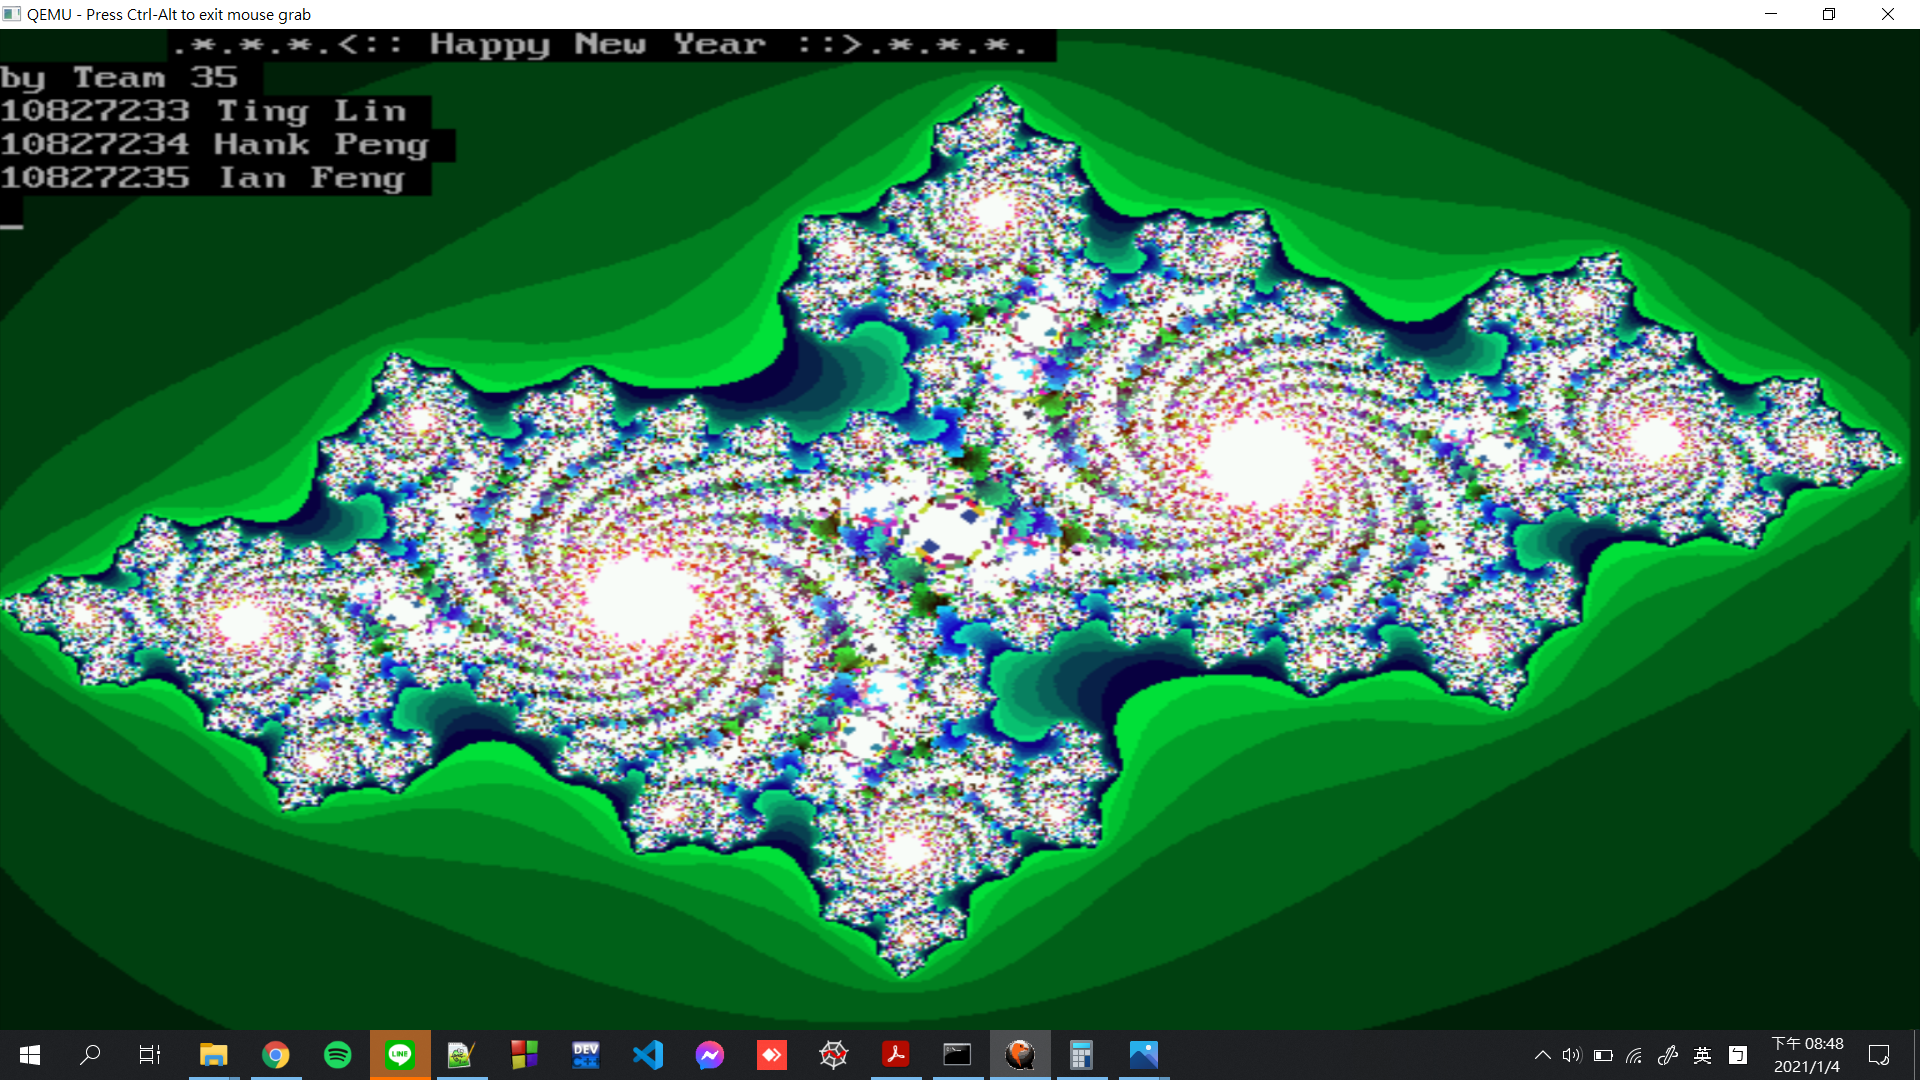 QEMU - Press Ctrl-Alt to exit mouse grab
.*.*.*.<:: Happy New Year ::>.*.*.*.
by Team 35
10827233 Ting Lin
10827234 Hank Peng
10827235 Ian Feng
LINE
DEV
C++
英
下午 08:48
2021/1/4